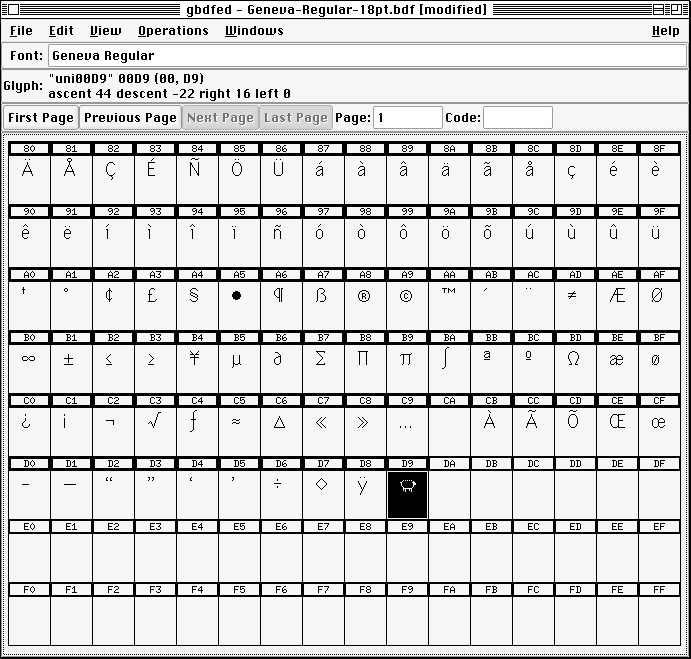 gbdfed - Geneva-Regular-18pt.bdf [modified]
File Edit View Operations Windows Help
Font: Geneva Regular
Glyph: "uni00D9" 00D9 (00, D9)
ascent 44 descent -22 right 16 left 0
First Page Previous Page Next Page Last Page Page: 1 Code:
80 81 82 83 84 85 86 87 88 89 8A 8B 8C 8D 8E 8F
Ä Å Ç É Ñ Ö Ü á à â ä ã å ç é è
90 91 92 93 94 95 96 97 98 99 9A 9B 9C 9D 9E 9F
ê ë í ì î ï ñ ó ò ô ö õ ú ù û ü
A0 A1 A2 A3 A4 A5 A6 A7 A8 A9 AA AB AC AD AE AF
† ° ¢ £ § • ¶ ß ® © ™ ´ ¨ ≠ Æ Ø
B0 B1 B2 B3 B4 B5 B6 B7 B8 B9 BA BB BC BD BE BF
∞ ± ≤ ≥ ¥ µ ∂ Σ Π π ∫ ª º Ω æ ø
C0 C1 C2 C3 C4 C5 C6 C7 C8 C9 CA CB CC CD CE CF
¿ ¡ ¬ √ ƒ ≈ Δ « » … À Ã Õ Œ œ
D0 D1 D2 D3 D4 D5 D6 D7 D8 D9 DA DB DC DD DE DF
– — “ ” ‘ ’ ÷ ◊ ÿ
E0 E1 E2 E3 E4 E5 E6 E7 E8 E9 EA EB EC ED EE EF
F0 F1 F2 F3 F4 F5 F6 F7 F8 F9 FA FB FC FD FE FF